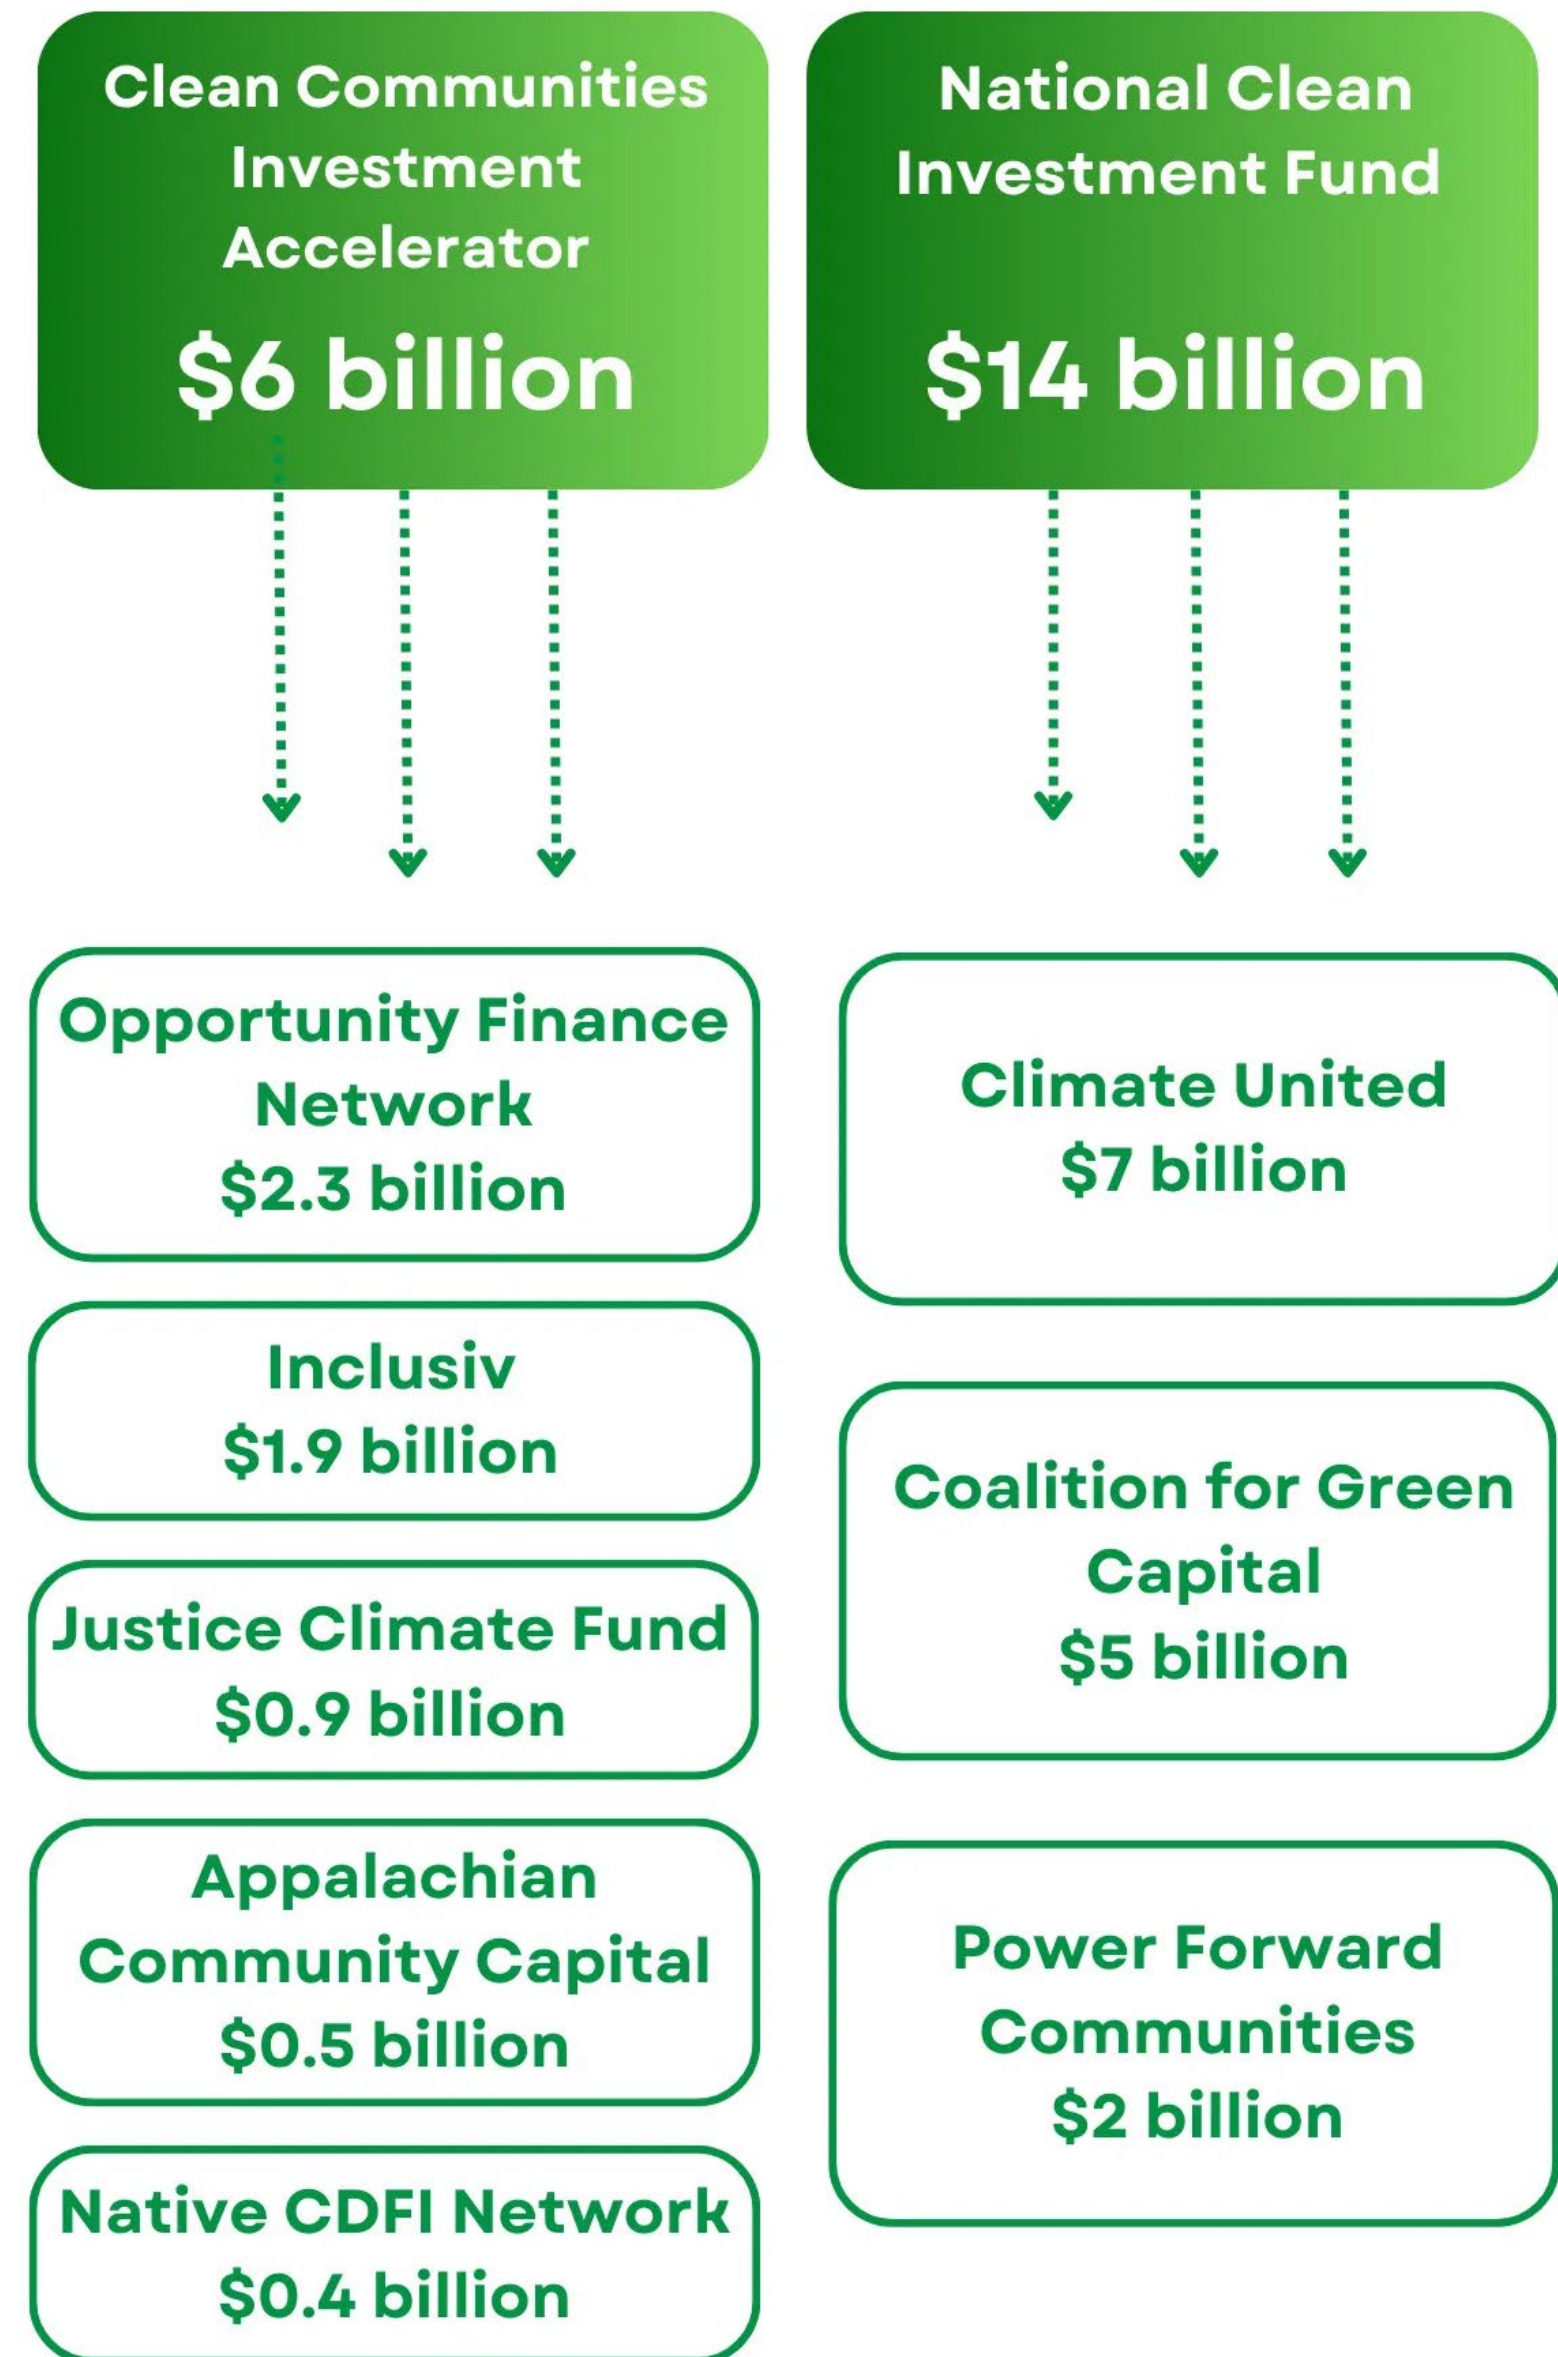 Clean Communities
Investment
Accelerator
$6 billion
National Clean
Investment Fund
$14 billion
Opportunity Finance
Network
$2.3 billion
Inclusiv
$1.9 billion
Justice Climate Fund
$0.9 billion
Appalachian
Community Capital
$0.5 billion
Native CDFI Network
$0.4 billion
Climate United
$7 billion
Coalition for Green
Capital
$5 billion
Power Forward
Communities
$2 billion